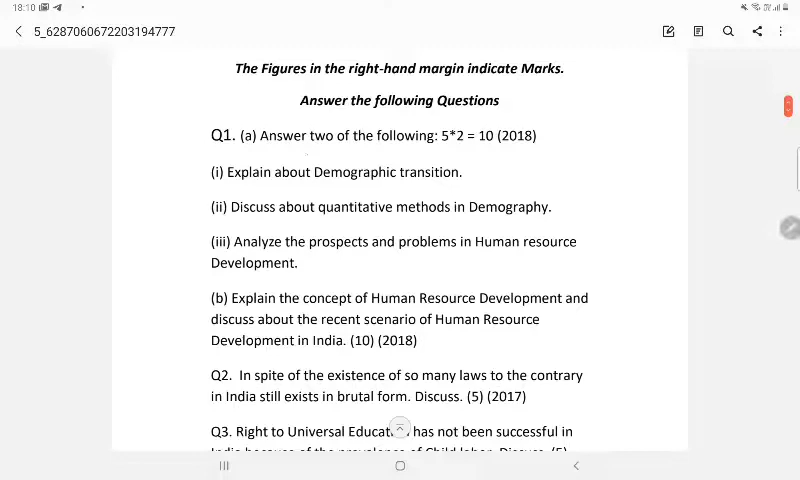 18:10
5_6287060672203194777
The Figures in the right-hand margin indicate Marks.
Answer the following Questions
Q1. (a) Answer two of the following: 5*2 = 10 (2018)
(i) Explain about Demographic transition.
(ii) Discuss about quantitative methods in Demography.
(iii) Analyze the prospects and problems in Human resource
Development.
(b) Explain the concept of Human Resource Development and
discuss about the recent scenario of Human Resource
Development in India. (10) (2018)
Q2. In spite of the existence of so many laws to the contrary
in India still exists in brutal form. Discuss. (5) (2017)
Q3. Right to Universal has not been successful in